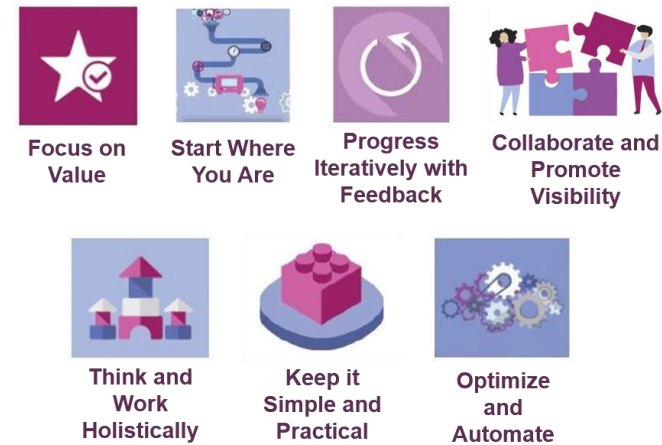 Focus on
Value
Start Where
You Are
Progress
Iteratively with
Feedback
Collaborate and
Promote
Visibility
Think and
Work
Holistically
Keep it
Simple and
Practical
Optimize
and
Automate